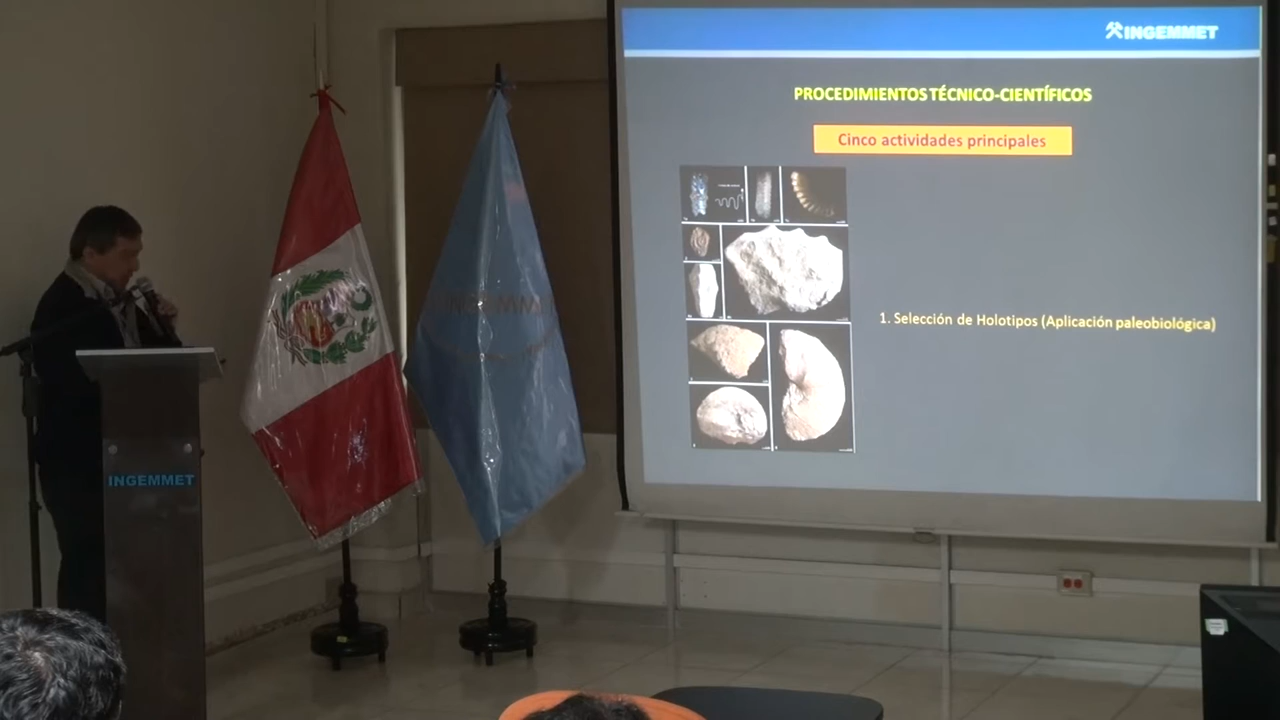 INGEMMET
PROCEDIMIENTOS TÉCNICO-CIENTÍFICOS
Cinco actividades principales
1. Selección de Holotipos (Aplicación paleobiológica)
INGEMMET